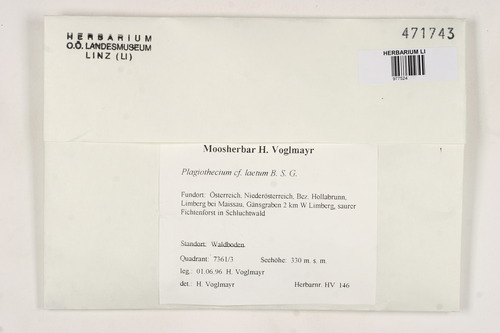 HERBARIUM
O.Ö. LANDESMUSEUM
LINZ (LI)
471743
HERBARIUM LI
977524
Moosherbar H. Voglmayr
Plagiothecium cf. laetum B. S. G.
Fundort: Österreich, Niederösterreich, Bez. Hollabrunn,
Limberg bei Maissau, Gänsgraben 2 km W Limberg, saurer
Fichtenforst in Schluchtwald
Standort: Waldboden.
Quadrant: 7361/3 Seehöhe: 330 m. s. m.
leg.: 01.06.96 H. Voglmayr
det.: H. Voglmayr Herbarnr. HV 146